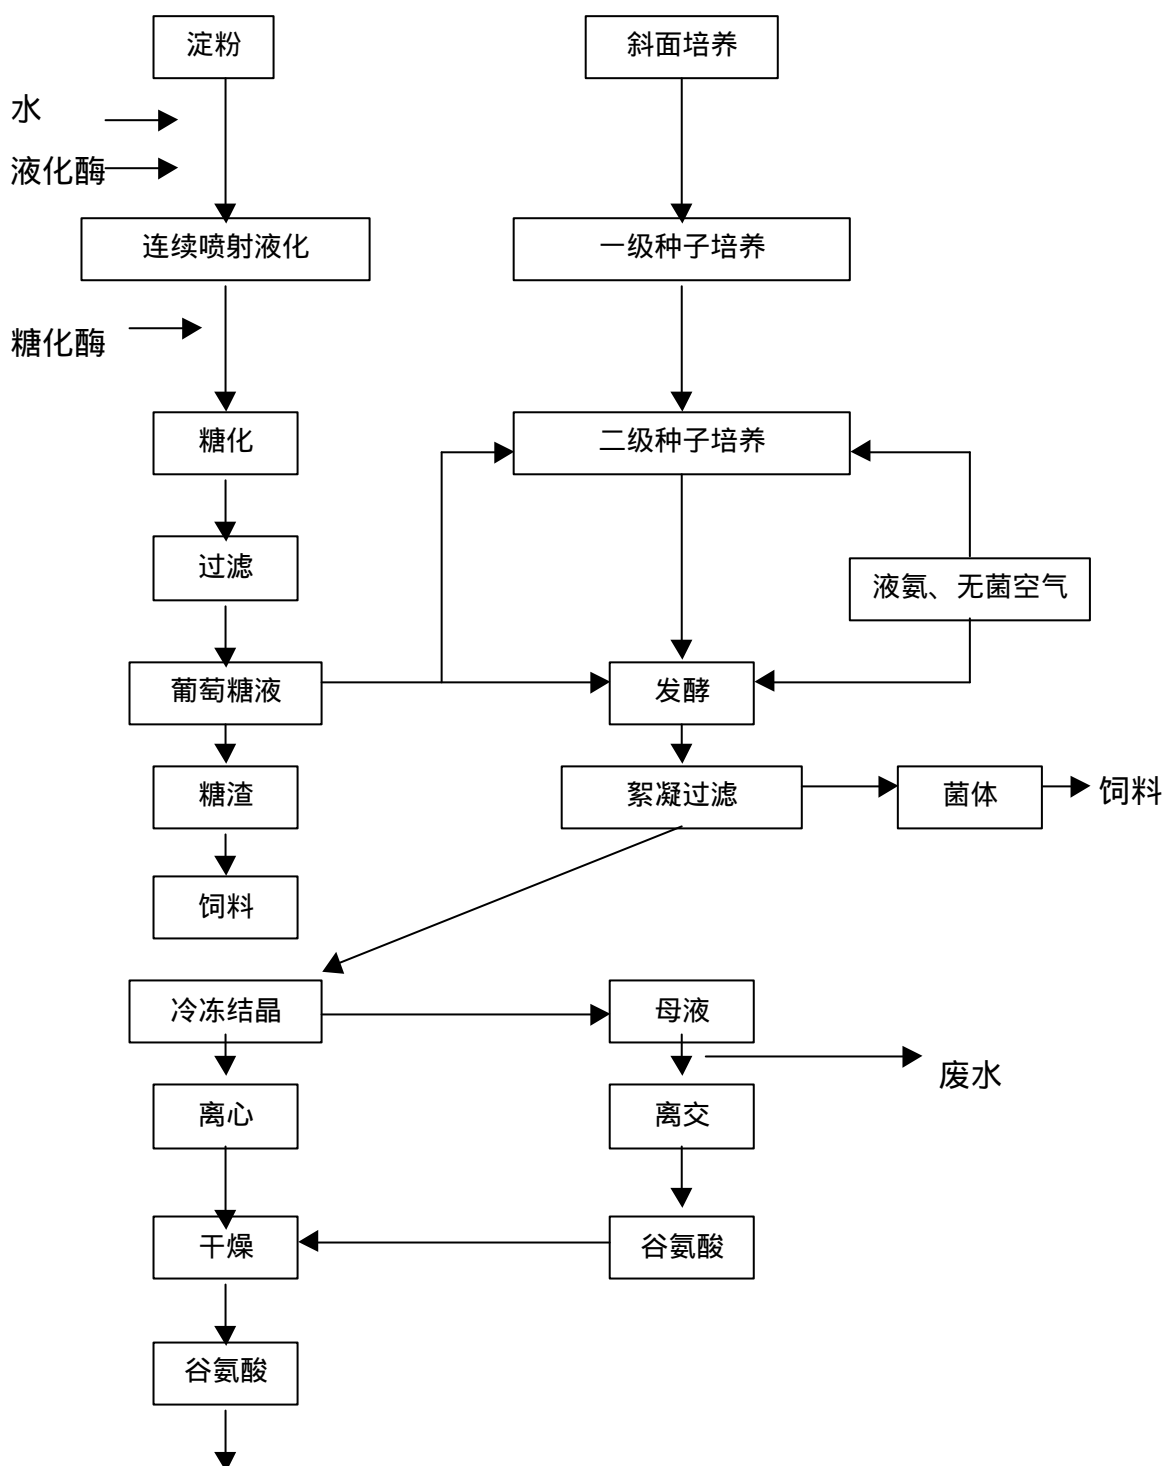 淀粉
斜面培养
水
液化酶
连续喷射液化
一级种子培养
糖化酶
糖化
二级种子培养
过滤
液氨、无菌空气
葡萄糖液
发酵
糖渣
絮凝过滤
菌体
饲料
饲料
冷冻结晶
母液
废水
离心
离交
干燥
谷氨酸
谷氨酸